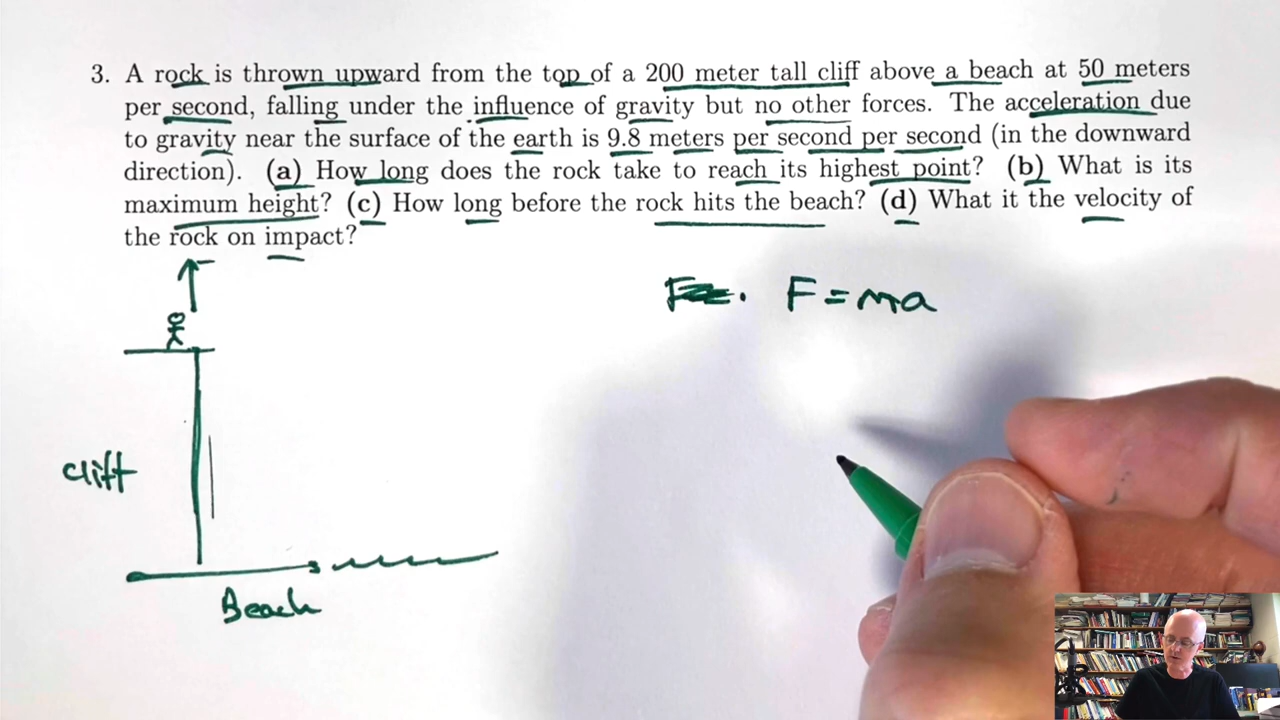 3. A rock is thrown upward from the top of a 200 meter tall cliff above a beach at 50 meters
per second, falling under the influence of gravity but no other forces. The acceleration due
to gravity near the surface of the earth is 9.8 meters per second per second (in the downward
direction). (a) How long does the rock take to reach its highest point? (b) What is its
maximum height? (c) How long before the rock hits the beach? (d) What it the velocity of
the rock on impact?
F=ma
cliff
Beach